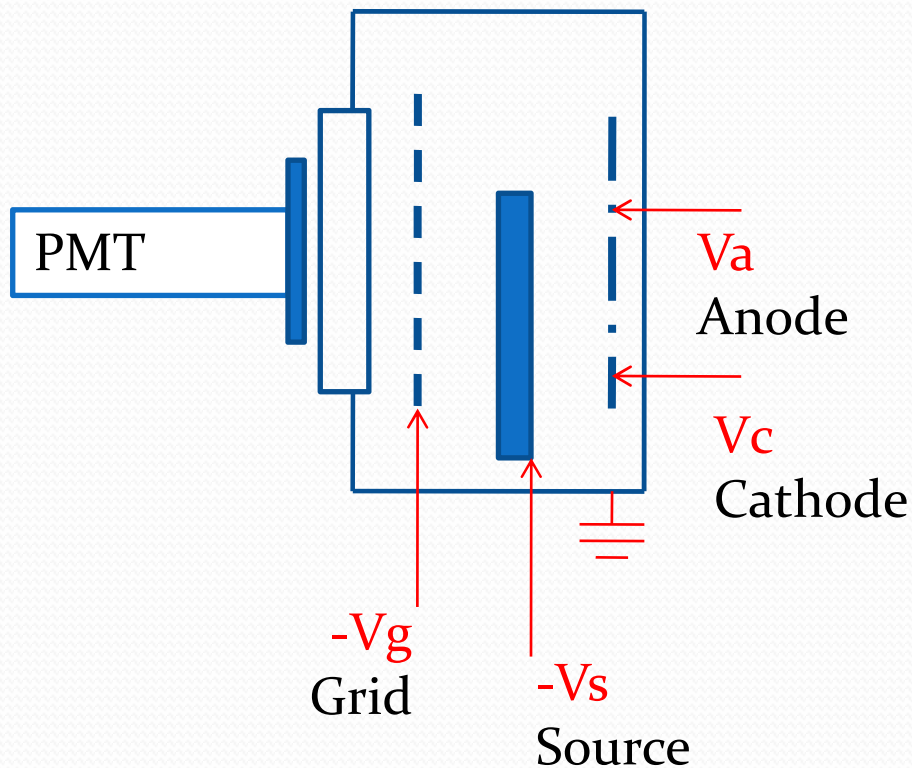 PMT
Va
Anode
Vc
Cathode
-Vg
Grid
-Vs
Source